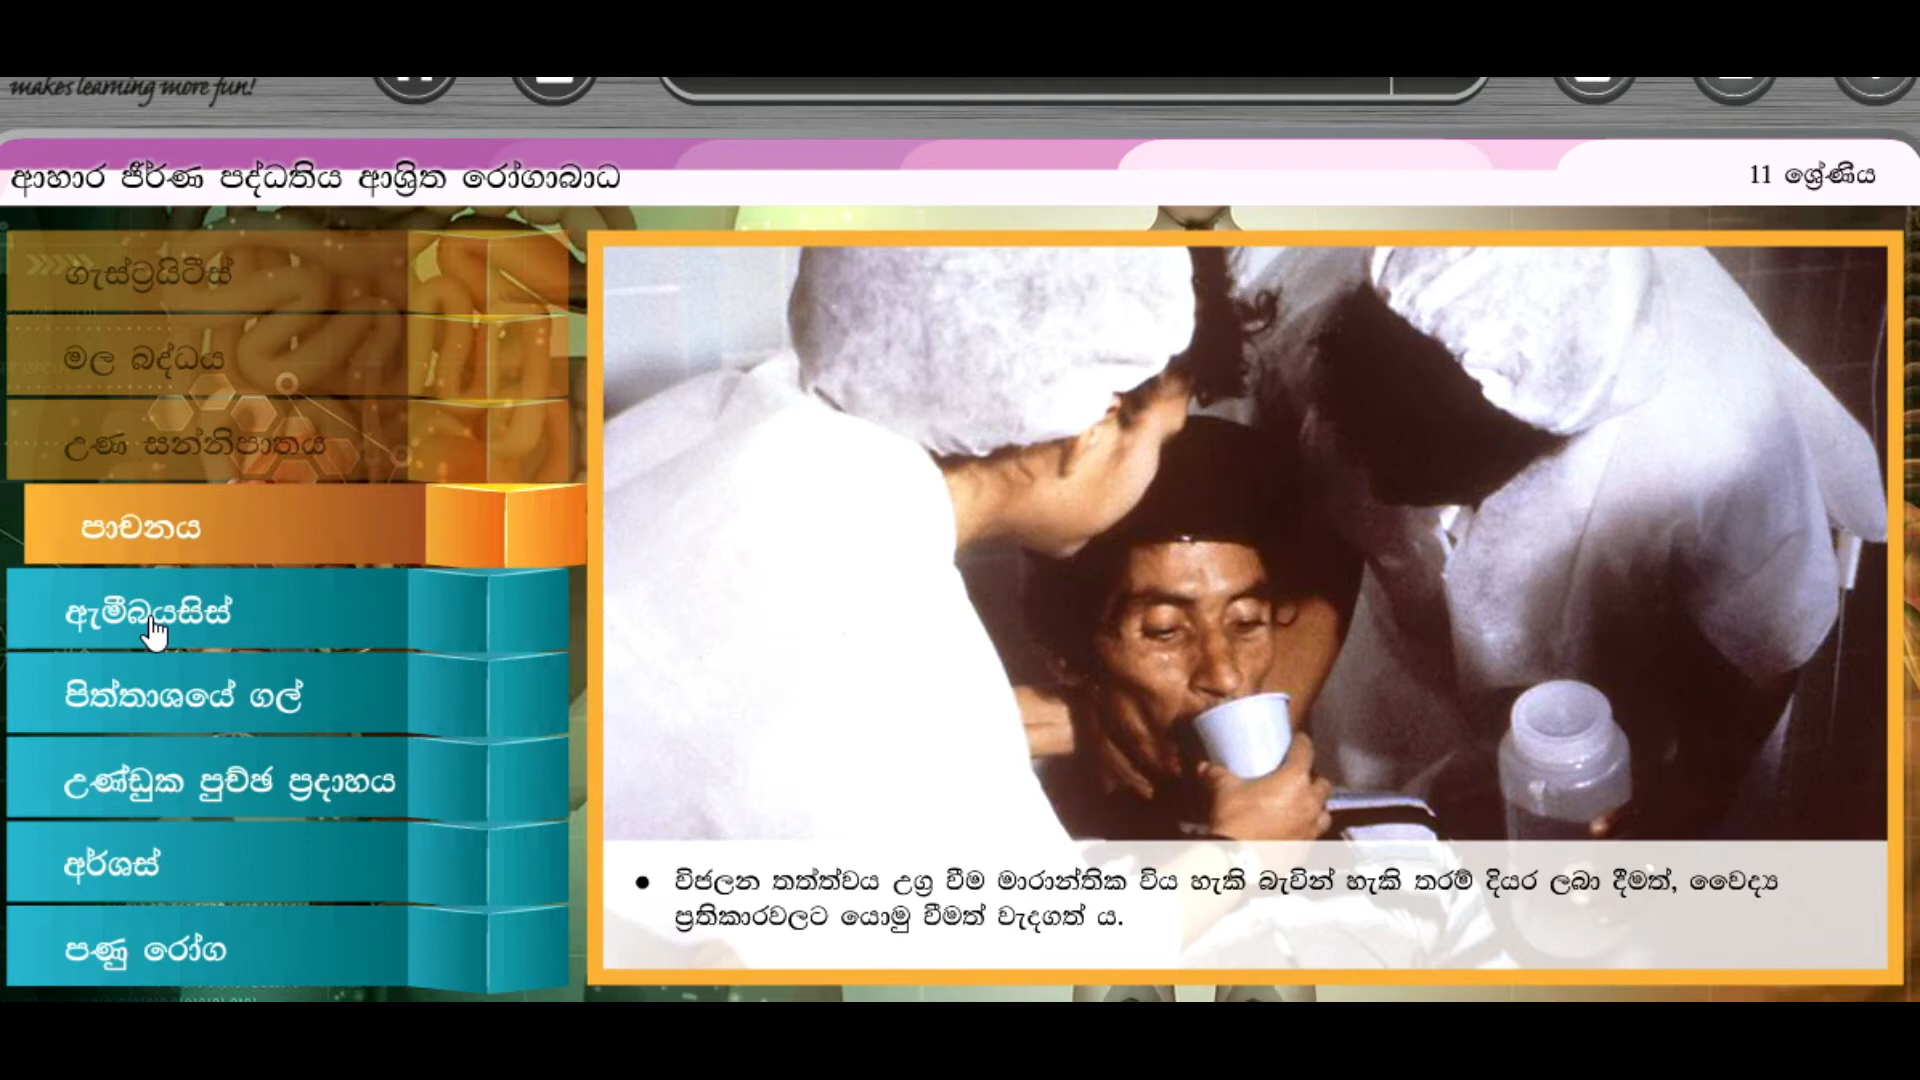 makes learning more fun!
ආහාර ජීර්ණ පද්ධතිය ආශ්‍රිත රෝගාබාධ
11 ශ්‍රේණිය
ගැස්ට්‍රයිටීස්
මල බද්ධය
උණ සන්නිපාතය
පාචනය
ඇමීබයසිස්
පිත්තාශයේ ගල්
උණ්ඩුක පුච්ඡ ප්‍රදාහය
අර්ශස්
පණු රෝග
● විජලන තත්ත්වය උග්‍ර වීම මාරාන්තික විය හැකි බැවින් හැකි තරම් දියර ලබා දීමත්, වෛද්‍ය
ප්‍රතිකාරවලට යොමු වීමත් වැදගත් ය.